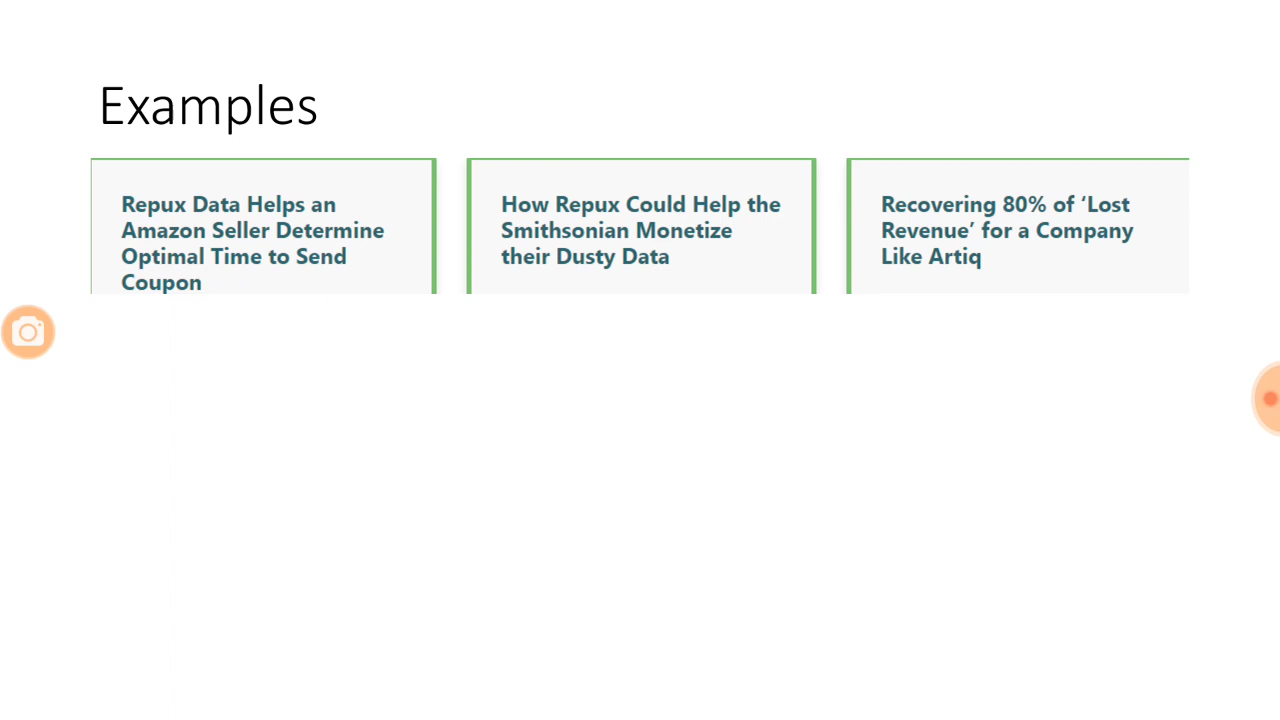 Examples
Repux Data Helps an
Amazon Seller Determine
Optimal Time to Send
Coupon
How Repux Could Help the
Smithsonian Monetize
their Dusty Data
Recovering 80% of ‘Lost
Revenue’ for a Company
Like Artiq